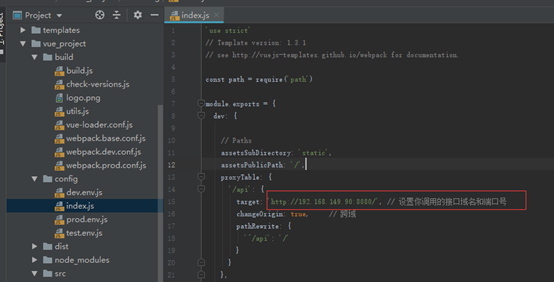 Project
index.js
templates
vue_project
build
build.js
check-versions.js
logo.png
utils.js
vue-loader.conf.js
webpack.base.conf.js
webpack.dev.conf.js
webpack.prod.conf.js
config
dev.env.js
index.js
prod.env.js
test.env.js
dist
node_modules
src
1: Project
1
2
3
4
5
6
7
8
9
10
11
12
13
14
15
16
17
18
19
20
21
'use strict'
// Template version: 1.3.1
// see http://vuejs-templates.github.io/webpack for documentation.
const path = require('path')
module.exports = {
dev: {
// Paths
assetsSubDirectory: 'static',
assetsPublicPath: '/',
proxyTable: {
'/api': {
target: 'http://192.168.149.90:8080/', // 设置你调用的接口域名和端口号
changeOrigin: true, // 跨域
pathRewrite: {
'^/api': '/'
}
}
},